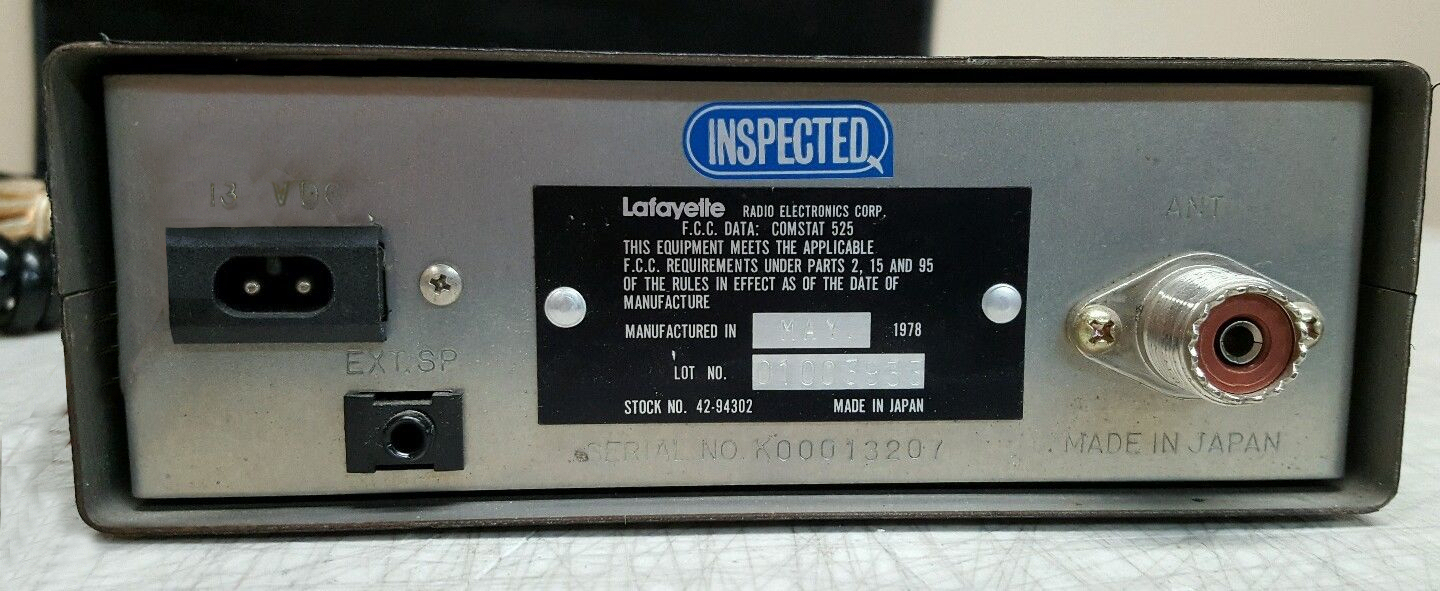 INSPECTED
13 VDC
Lafayette RADIO ELECTRONICS CORP.
F.C.C. DATA: COMSTAT 525
THIS EQUIPMENT MEETS THE APPLICABLE
F.C.C. REQUIREMENTS UNDER PARTS 2, 15 AND 95
OF THE RULES IN EFFECT AS OF THE DATE OF
MANUFACTURE
MANUFACTURED IN MAY. 1978
LOT NO. 01003933
STOCK NO. 42-94302 MADE IN JAPAN
ANT
EXT. SP
SERIAL NO. K00013207
MADE IN JAPAN